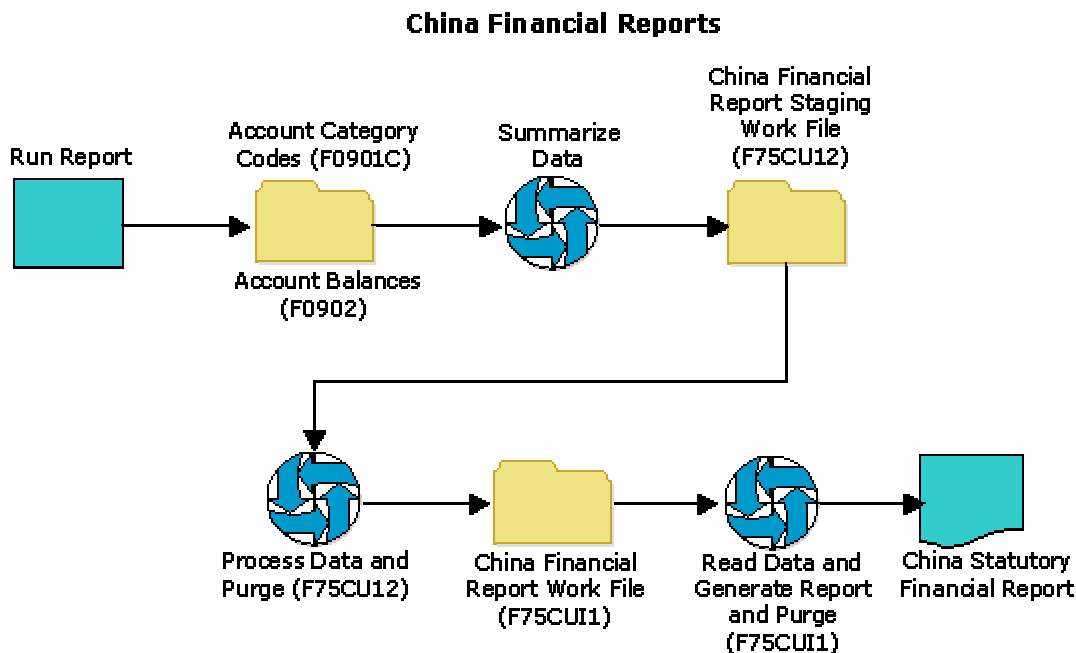 China Financial Reports
Run Report
Account Category
Codes (F0901C)
Account Balances
(F0902)
Summarize
Data
China Financial
Report Staging
Work File
(F75CU12)
Process Data and
Purge (F75CU12)
China Financial
Report Work File
(F75CUI1)
Read Data and
Generate Report
and Purge
(F75CUI1)
China Statutory
Financial Report